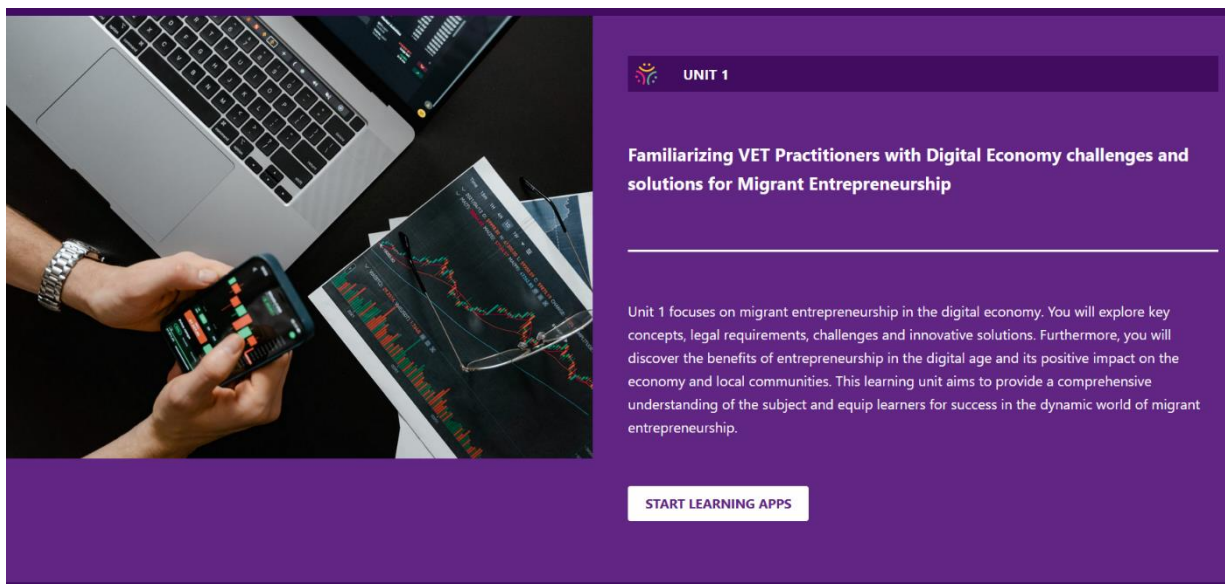 UNIT 1
Familiarizing VET Practitioners with Digital Economy challenges and
solutions for Migrant Entrepreneurship
Unit 1 focuses on migrant entrepreneurship in the digital economy. You will explore key
concepts, legal requirements, challenges and innovative solutions. Furthermore, you will
discover the benefits of entrepreneurship in the digital age and its positive impact on the
economy and local communities. This learning unit aims to provide a comprehensive
understanding of the subject and equip learners for success in the dynamic world of migrant
entrepreneurship.
START LEARNING APPS